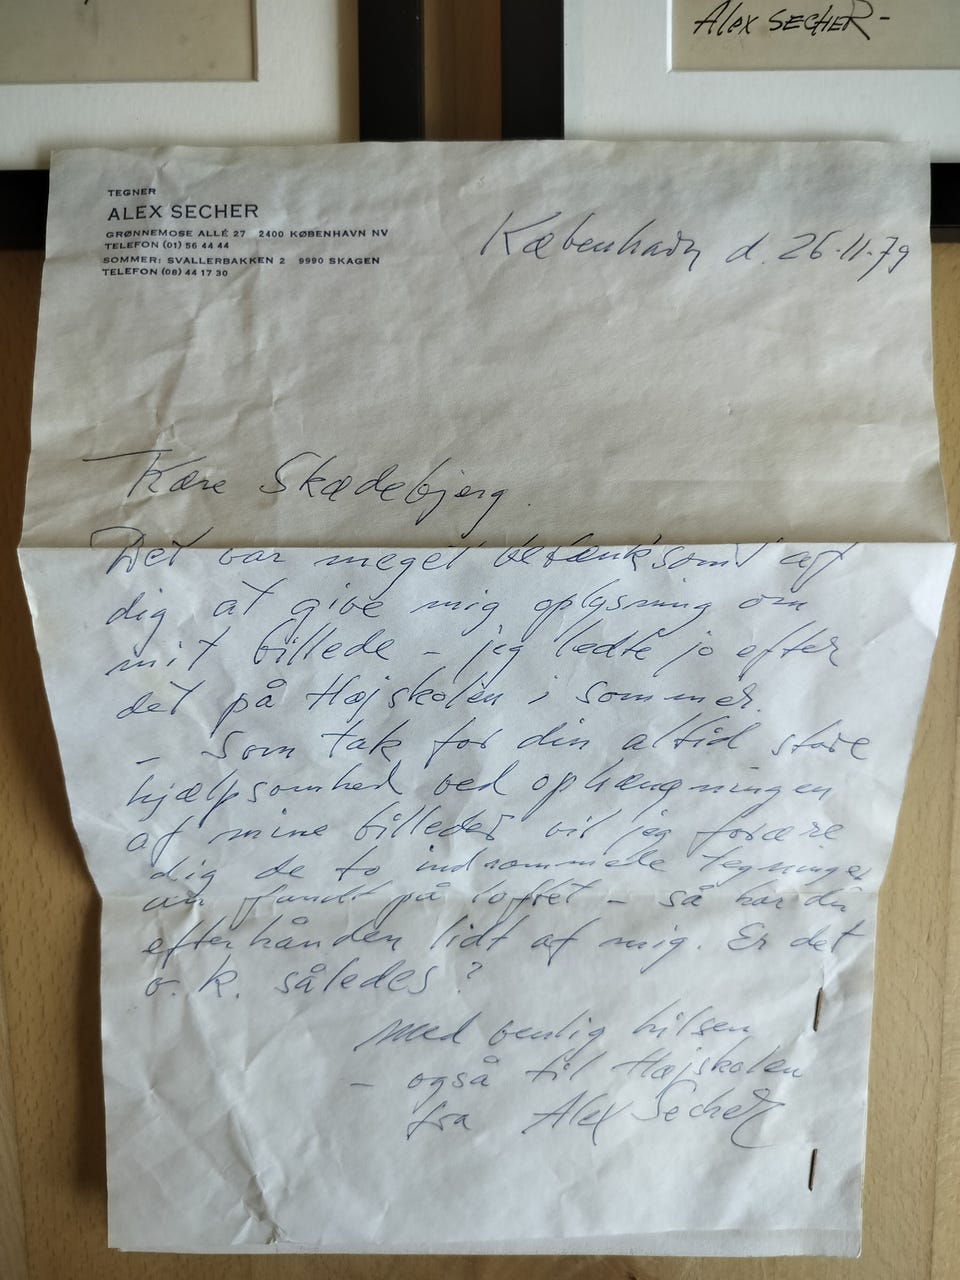 Alex SECHER-
TEGNER
ALEX SECHER
GRØNNEMOSE ALLÉ 27 2400 KØBENHAVN NV
TELEFON (01) 56 44 44
SOMMER: SVALLERBAKKEN 2 9990 SKAGEN
TELEFON (08) 44 17 30
København d. 26-11-79
Kære Skædebjerg.
Det var meget betænksomt af
dig at give mig oplysning om
mit billede - jeg ledte jo efter
det på Højskolen i sommer.
- Som tak for din altid store
hjælpsomhed ved ophængningen
af mine billeder vil jeg forære
dig de to indrammede tegninger
fundt på loftet - så har du
efterhånden lidt af mig. Er det
o.k. således?
Med venlig hilsen
- også til Højskolen
fra Alex Secher